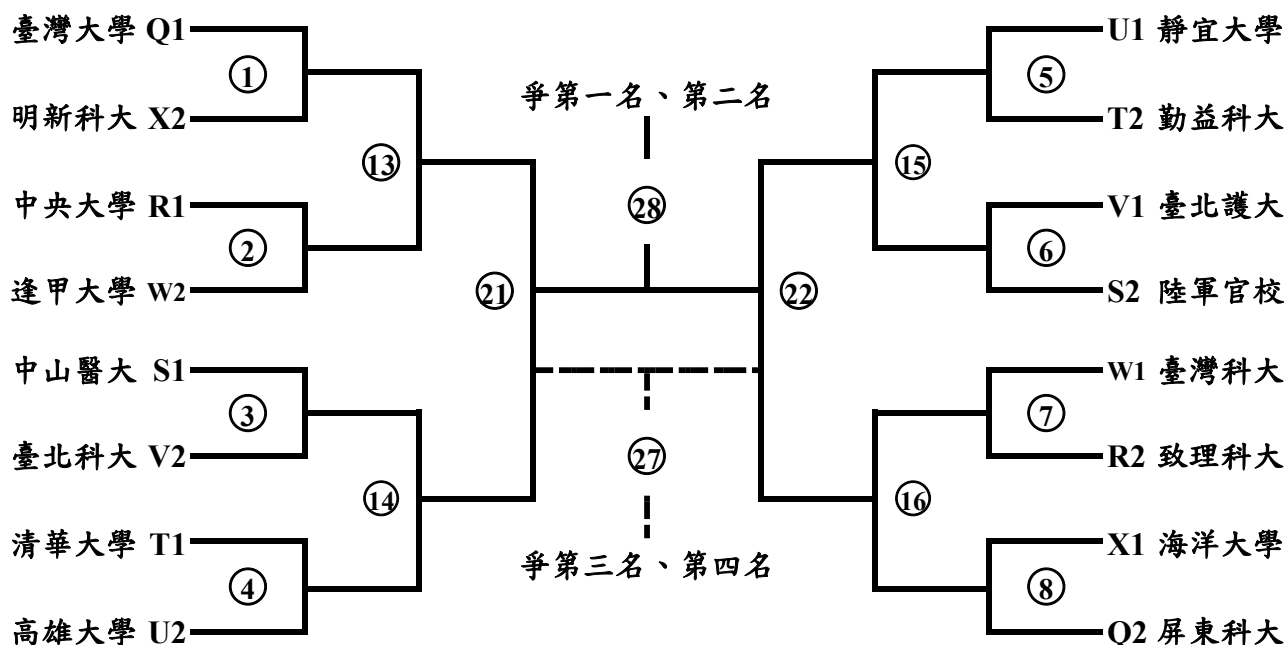 臺灣大學 Q1
①
明新科大 X2
⑬
中央大學 R1
②
逢甲大學 W2
㉑
中山醫大 S1
③
臺北科大 V2
⑭
清華大學 T1
④
高雄大學 U2
爭第一名、第二名
㉘
㉗
爭第三名、第四名
U1 靜宜大學
⑤
T2 勤益科大
⑮
V1 臺北護大
⑥
S2 陸軍官校
㉒
W1 臺灣科大
⑦
R2 致理科大
⑯
X1 海洋大學
⑧
Q2 屏東科大